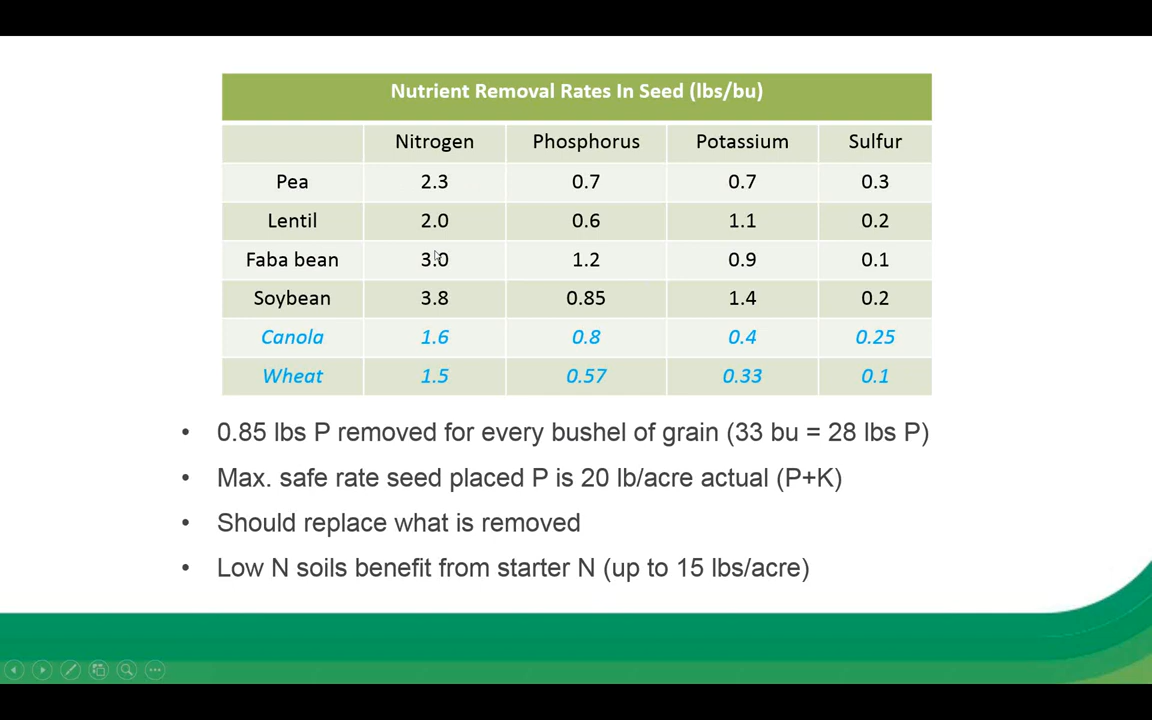 Nutrient Removal Rates In Seed (lbs/bu)
Nitrogen Phosphorus Potassium Sulfur
Pea 2.3 0.7 0.7 0.3
Lentil 2.0 0.6 1.1 0.2
Faba bean 3.0 1.2 0.9 0.1
Soybean 3.8 0.85 1.4 0.2
Canola 1.6 0.8 0.4 0.25
Wheat 1.5 0.57 0.33 0.1
• 0.85 lbs P removed for every bushel of grain (33 bu = 28 lbs P)
• Max. safe rate seed placed P is 20 lb/acre actual (P+K)
• Should replace what is removed
• Low N soils benefit from starter N (up to 15 lbs/acre)